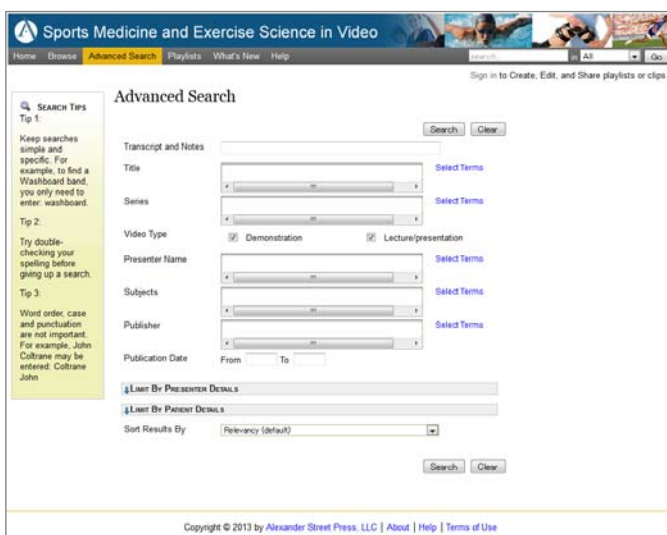 Sports Medicine and Exercise Science in Video
Home Browse Advanced Search Playlists What's New Help search... in All Go
Sign in to Create, Edit, and Share playlists or clips
Advanced Search
SEARCH TIPS
Tip 1:
Keep searches
simple and
specific. For
example, to find a
Washboard band,
you only need to
enter: washboard.
Tip 2:
Try double-
checking your
spelling before
giving up a search.
Tip 3:
Word order, case
and punctuation
are not important.
For example, John
Coltrane may be
entered: Coltrane
John
Search Clear
Transcript and Notes
Title Select Terms
Series Select Terms
Video Type Demonstration Lecture/presentation
Presenter Name Select Terms
Subjects Select Terms
Publisher Select Terms
Publication Date From To
LIMIT BY PRESENTER DETAILS
LIMIT BY PATIENT DETAILS
Sort Results By Relevancy (default)
Search Clear
Copyright © 2013 by Alexander Street Press, LLC | About | Help | Terms of Use